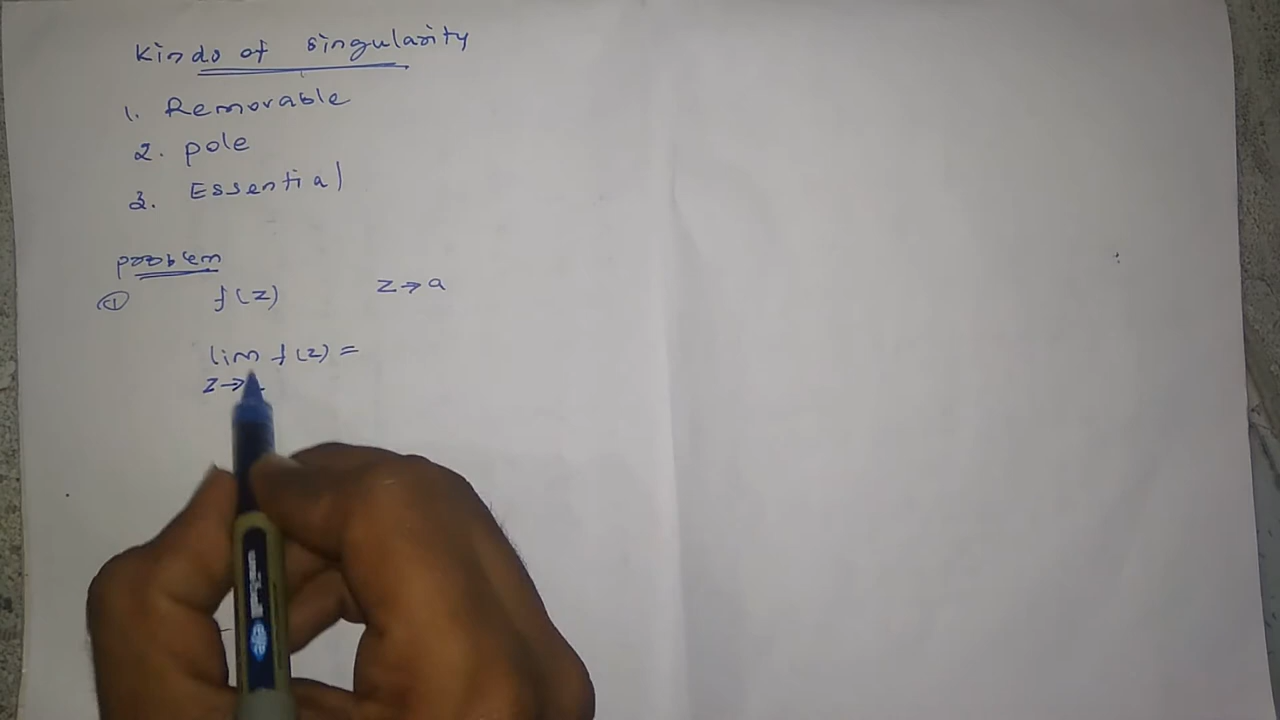 Kinds of singularity
1. Removable
2. pole
3. Essential
problem
① f(z) z→a
lim f(z) =
z→